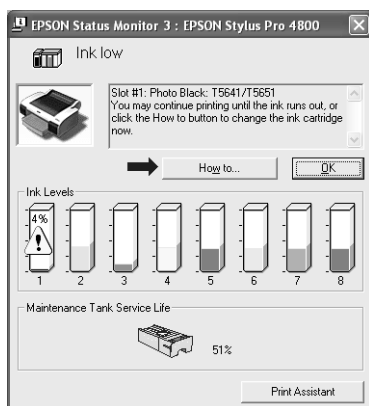 EPSON Status Monitor 3 : EPSON Stylus Pro 4800
Ink low
Slot #1: Photo Black: T5641/T5651
You may continue printing until the ink runs out, or
click the How to button to change the ink cartridge
now.
How to...
OK
Ink Levels
4%
1 2 3 4 5 6 7 8
Maintenance Tank Service Life
51%
Print Assistant